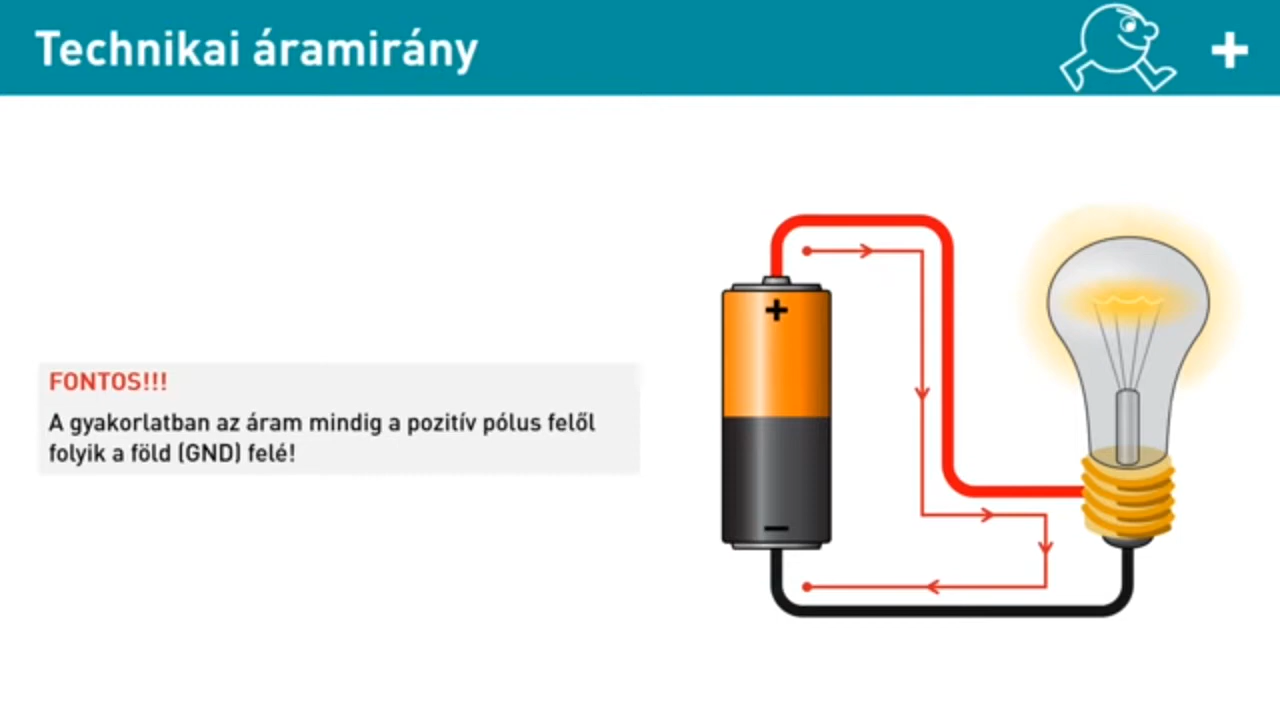 Technikai áramirány
+
FONTOS!!!
A gyakorlatban az áram mindig a pozitív pólus felől
folyik a föld (GND) felé!
+
–